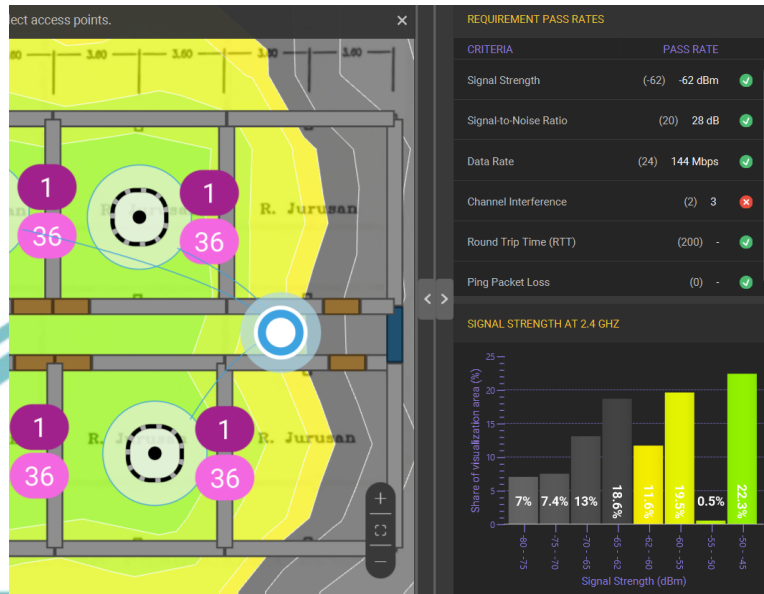 ect access points.
REQUIREMENT PASS RATES
CRITERIA PASS RATE
Signal Strength (-62) -62 dBm
Signal-to-Noise Ratio (20) 28 dB
Data Rate (24) 144 Mbps
Channel Interference (2) 3
Round Trip Time (RTT) (200) -
Ping Packet Loss (0) -
60 3.60 3.60 3.60
1 1
R. Jurusan
36 36
1 1
R. Jurusan R. Jurusan
36 36
SIGNAL STRENGTH AT 2.4 GHZ
Share of visualization area (%)
25
20
15
10
5
0
7% 7.4% 13% 18.6% 11.6% 19.5% 0.5% 22.3%
-80 - -75 -75 - -70 -70 - -65 -65 - -62 -62 - -60 -60 - -55 -55 - -50 -50 - -45
Signal Strength (dBm)